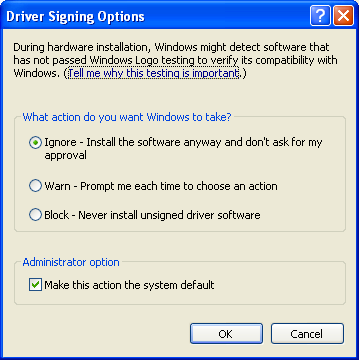 Driver Signing Options
During hardware installation, Windows might detect software that
has not passed Windows Logo testing to verify its compatibility with
Windows. (Tell me why this testing is important.)
What action do you want Windows to take?
Ignore - Install the software anyway and don't ask for my
approval
Warn - Prompt me each time to choose an action
Block - Never install unsigned driver software
Administrator option
Make this action the system default
OK Cancel